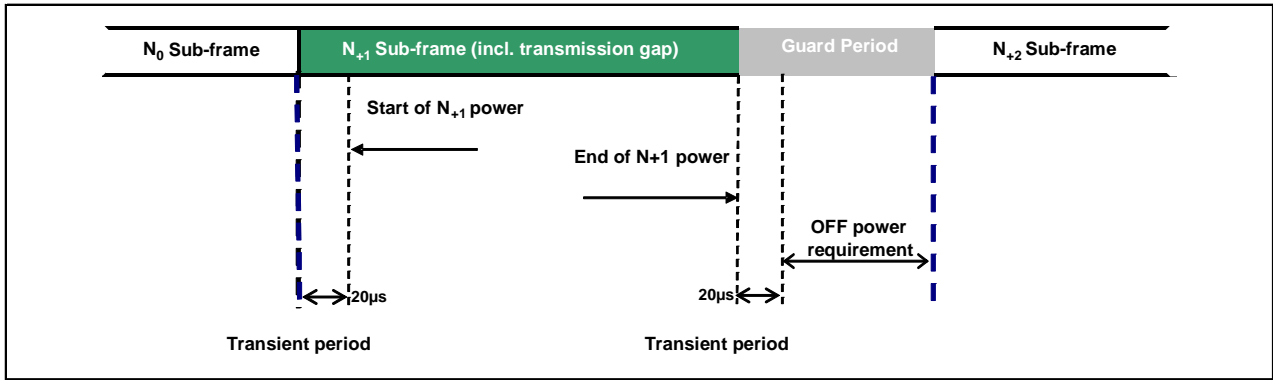 N0 Sub-frame
N+1 Sub-frame (incl. transmission gap)
Guard Period
N+2 Sub-frame
Start of N+1 power
End of N+1 power
OFF power
requirement
20µs
20µs
Transient period
Transient period